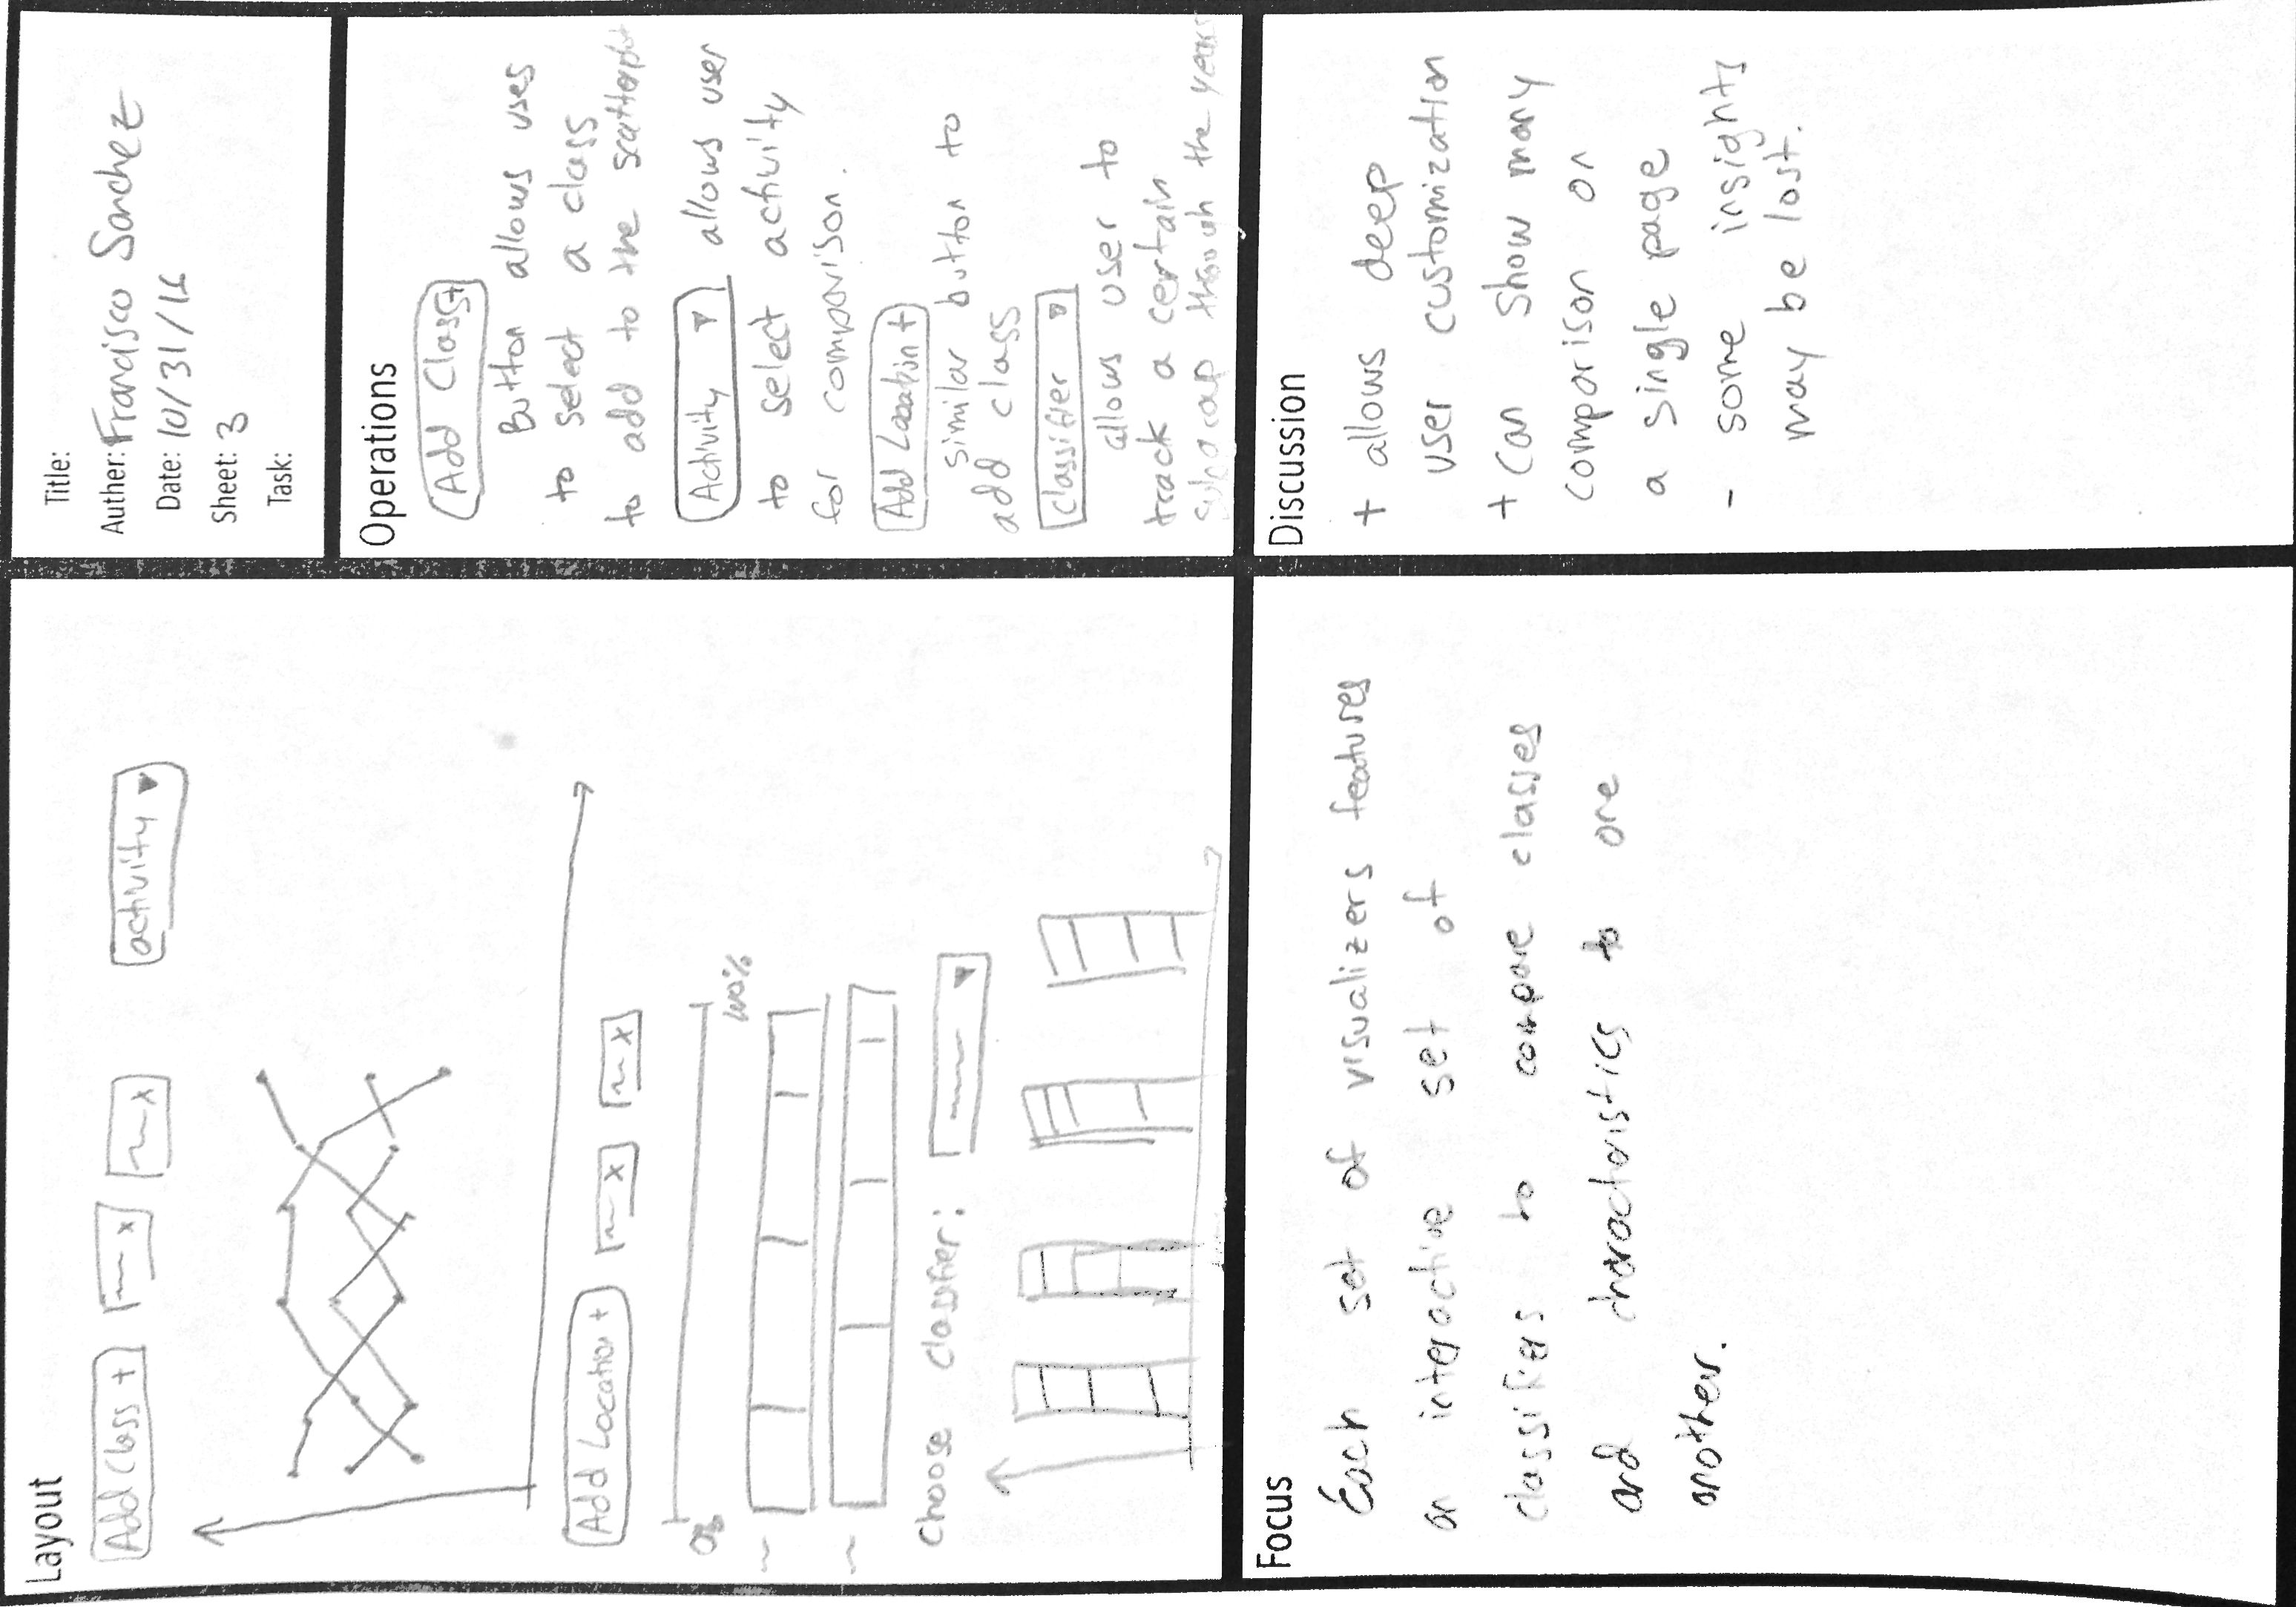 Layout
Add Class +
x
x
activity
Add Location +
x
x
0%
100%
Choose Classifier:
Title:
Auther: Francisco Sanchez
Date: 10/31/16
Sheet: 3
Task:
Operations
Add Class +
Button allows uses
to select a class
to add to the scatterplot
Activity
allows user
to select activity
for comparison.
Add Location +
similar button to
add class
Classifier
allows user to
track a certain
through the years
Focus
Each set of visualizers features
an interactive set of
classifiers to compare classes
and charactaristics to one
another.
Discussion
+ allows deep
user customization
+ can show many
comparison on
a single page
- some insights
may be lost.